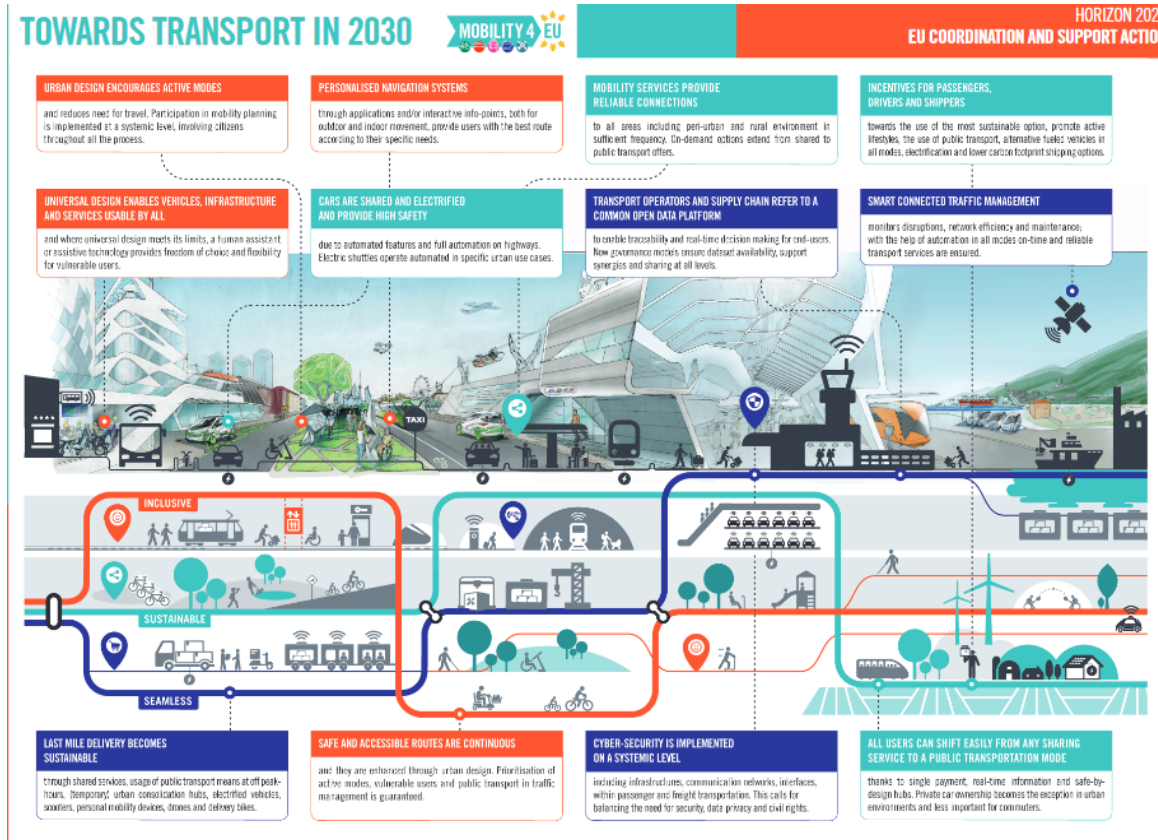 TOWARDS TRANSPORT IN 2030
MOBILITY 4 EU
HORIZON 202
EU COORDINATION AND SUPPORT ACTIO
URBAN DESIGN ENCOURAGES ACTIVE MODES
and reduces need for travel. Participation in mobility planning
is implemented at a systemic level, involving citizens
throughout all the process.
PERSONALISED NAVIGATION SYSTEMS
through applications and/or interactive info-points, both for
outdoor and indoor movement, provide users with the best route
according to their specific needs.
MOBILITY SERVICES PROVIDE
RELIABLE CONNECTIONS
to all areas including peri-urban and rural environment in
sufficient frequency. On-demand options extend from shared to
public transport offers.
INCENTIVES FOR PASSENGERS,
DRIVERS AND SHIPPERS
towards the use of the most sustainable option, promote active
lifestyles, the use of public transport, alternative fueled vehicles in
all modes, electrification and lower carbon footprint shipping options.
UNIVERSAL DESIGN ENABLES VEHICLES, INFRASTRUCTURE
AND SERVICES USABLE BY ALL
and where universal design meets its limits, a human assistant
or assistive technology provides freedom of choice and flexibility
for vulnerable users.
CARS ARE SHARED AND ELECTRIFIED
AND PROVIDE HIGH SAFETY
due to automated features and full automation on highways.
Electric shuttles operate automated in specific urban use cases.
TRANSPORT OPERATORS AND SUPPLY CHAIN REFER TO A
COMMON OPEN DATA PLATFORM
to enable traceability and real-time decision making for end-users.
New governance models ensure dataset availability, support
synergies and sharing at all levels.
SMART CONNECTED TRAFFIC MANAGEMENT
monitors disruptions, network efficiency and maintenance;
with the help of automation in all modes on-time and reliable
transport services are ensured.
TAXI
INCLUSIVE
SUSTAINABLE
SEAMLESS
LAST MILE DELIVERY BECOMES
SUSTAINABLE
through shared services, usage of public transport means at off peak-
hours, (temporary) urban consolidation hubs, electrified vehicles,
scooters, personal mobility devices, drones and delivery bikes.
SAFE AND ACCESSIBLE ROUTES ARE CONTINUOUS
and they are enhanced through urban design. Prioritisation of
active modes, vulnerable users and public transport in traffic
management is guaranteed.
CYBER-SECURITY IS IMPLEMENTED
ON A SYSTEMIC LEVEL
including infrastructures, communication networks, interfaces,
within passenger and freight transportation. This calls for
balancing the need for security, data privacy and civil rights.
ALL USERS CAN SHIFT EASILY FROM ANY SHARING
SERVICE TO A PUBLIC TRANSPORTATION MODE
thanks to single payment, real-time information and safe-by-
design hubs. Private car ownership becomes the exception in urban
environments and less important for commuters.